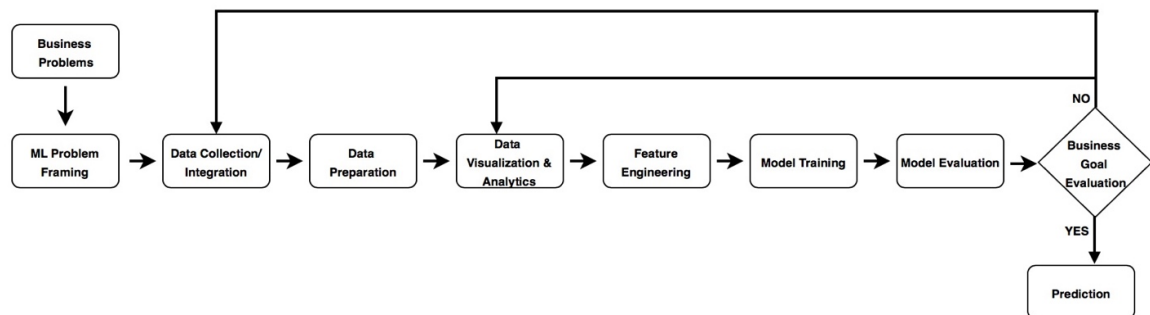 Business
Problems
ML Problem
Framing
Data Collection/
Integration
Data
Preparation
Data
Visualization &
Analytics
Feature
Engineering
Model Training
Model Evaluation
Business
Goal
Evaluation
NO
YES
Prediction